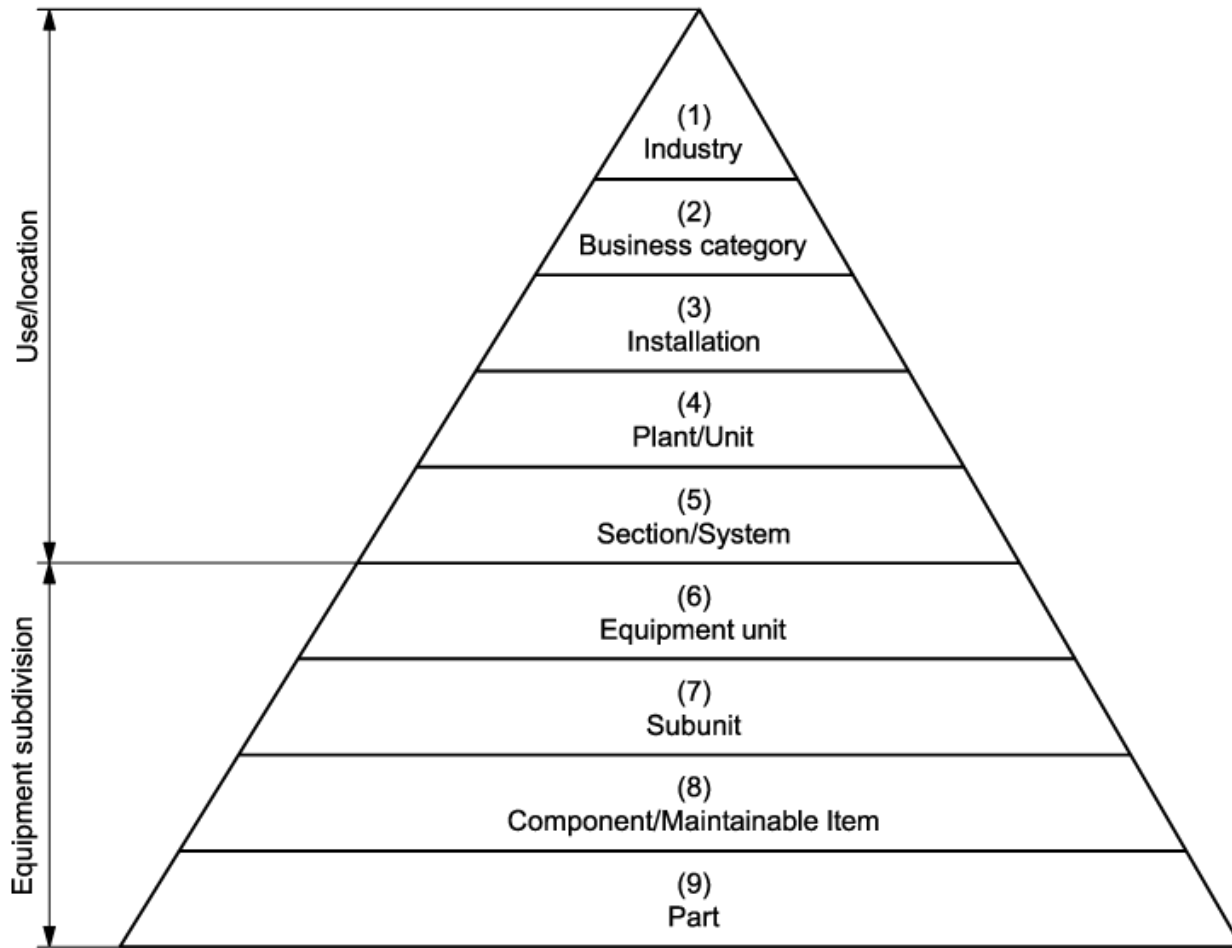 Use/location
Equipment subdivision
(1)
Industry
(2)
Business category
(3)
Installation
(4)
Plant/Unit
(5)
Section/System
(6)
Equipment unit
(7)
Subunit
(8)
Component/Maintainable Item
(9)
Part